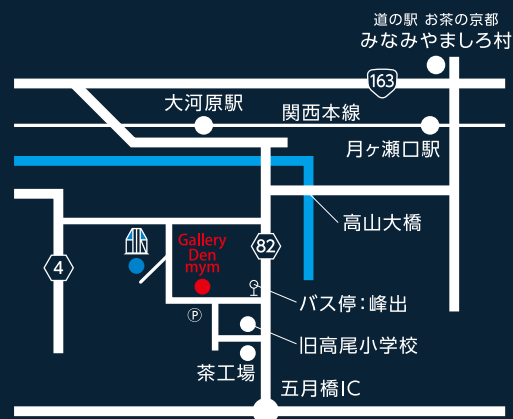 道の駅 お茶の京都
みなみやましろ村
163
大河原駅
関西本線
月ヶ瀬口駅
高山大橋
Gallery
Den
mym
82
4
バス停：峰出
P
旧高尾小学校
茶工場
五月橋IC